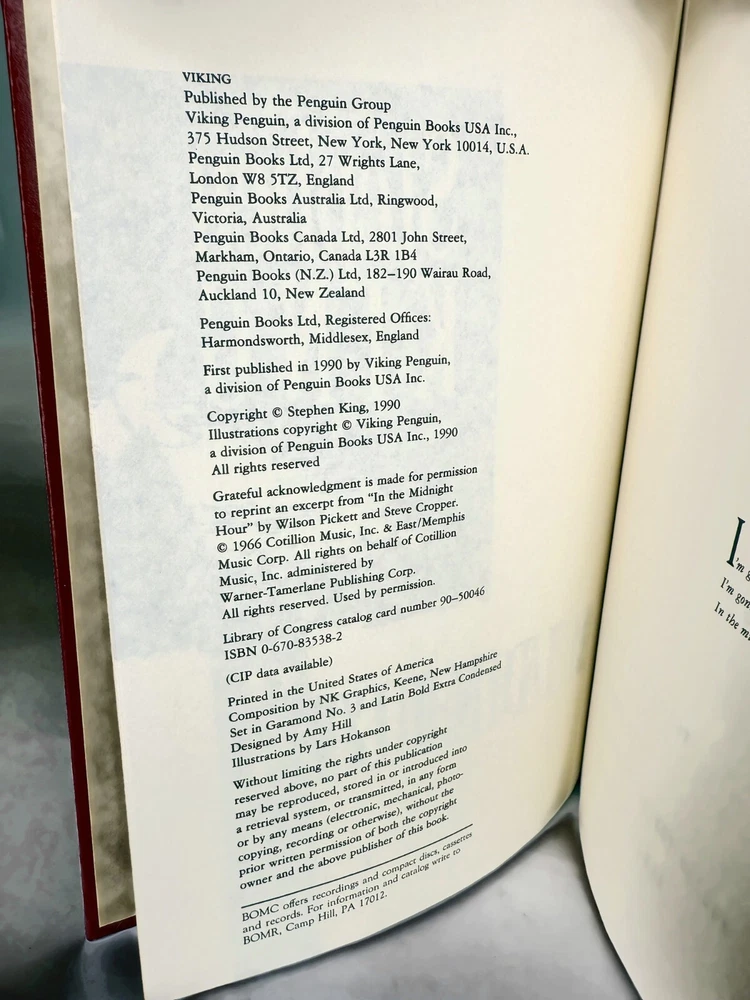 VIKING
Published by the Penguin Group
Viking Penguin, a division of Penguin Books USA Inc.,
375 Hudson Street, New York, New York 10014, U.S.A.
Penguin Books Ltd, 27 Wrights Lane,
London W8 5TZ, England
Penguin Books Australia Ltd, Ringwood,
Victoria, Australia
Penguin Books Canada Ltd, 2801 John Street,
Markham, Ontario, Canada L3R 1B4
Penguin Books (N.Z.) Ltd, 182–190 Wairau Road,
Auckland 10, New Zealand
Penguin Books Ltd, Registered Offices:
Harmondsworth, Middlesex, England
First published in 1990 by Viking Penguin,
a division of Penguin Books USA Inc.
Copyright © Stephen King, 1990
Illustrations copyright © Viking Penguin,
a division of Penguin Books USA Inc., 1990
All rights reserved
Grateful acknowledgment is made for permission
to reprint an excerpt from “In the Midnight
Hour” by Wilson Pickett and Steve Cropper.
© 1966 Cotillion Music, Inc. & East/Memphis
Music Corp. All rights on behalf of Cotillion
Music, Inc. administered by
Warner-Tamerlane Publishing Corp.
All rights reserved. Used by permission.
Library of Congress catalog card number 90–50046
ISBN 0-670-83538-2
(CIP data available)
Printed in the United States of America
Composition by NK Graphics, Keene, New Hampshire
Set in Garamond No. 3 and Latin Bold Extra Condensed
Designed by Amy Hill
Illustrations by Lars Hokanson
Without limiting the rights under copyright
reserved above, no part of this publication
may be reproduced, stored in or introduced into
a retrieval system, or transmitted, in any form
or by any means (electronic, mechanical, photo-
copying, recording or otherwise), without the
prior written permission of both the copyright
owner and the above publisher of this book.
BOMC offers recordings and compact discs, cassettes
and records. For information and catalog write to
BOMR, Camp Hill, PA 17012.
I'm
I'm
In the